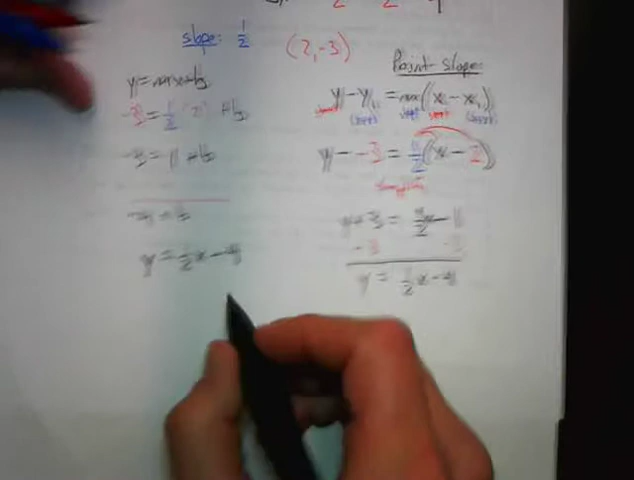 slope: 1/2 (2,-3)
y=mx+b
-3=1/2(2)+b
-3=1+b
-4=b
y=1/2x-4
Point-slope
y-y₁=m(x-x₁)
y--3=1/2(x-2)
y+3=1/2x-1
-3 -3
y=1/2x-4